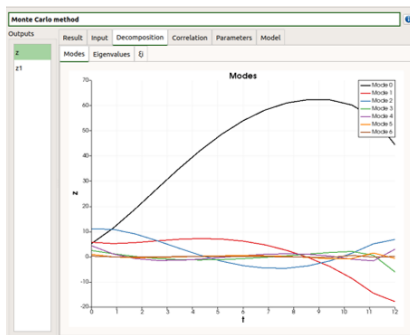 Monte Carlo method
Outputs
z
z1
Result Input Decomposition Correlation Parameters Model
Modes Eigenvalues ξi
Modes
Mode 0
Mode 1
Mode 2
Mode 3
Mode 4
Mode 5
Mode 6
70
60
50
40
30
20
10
0
-10
-20
z
0 1 2 3 4 5 6 7 8 9 10 11 12
t